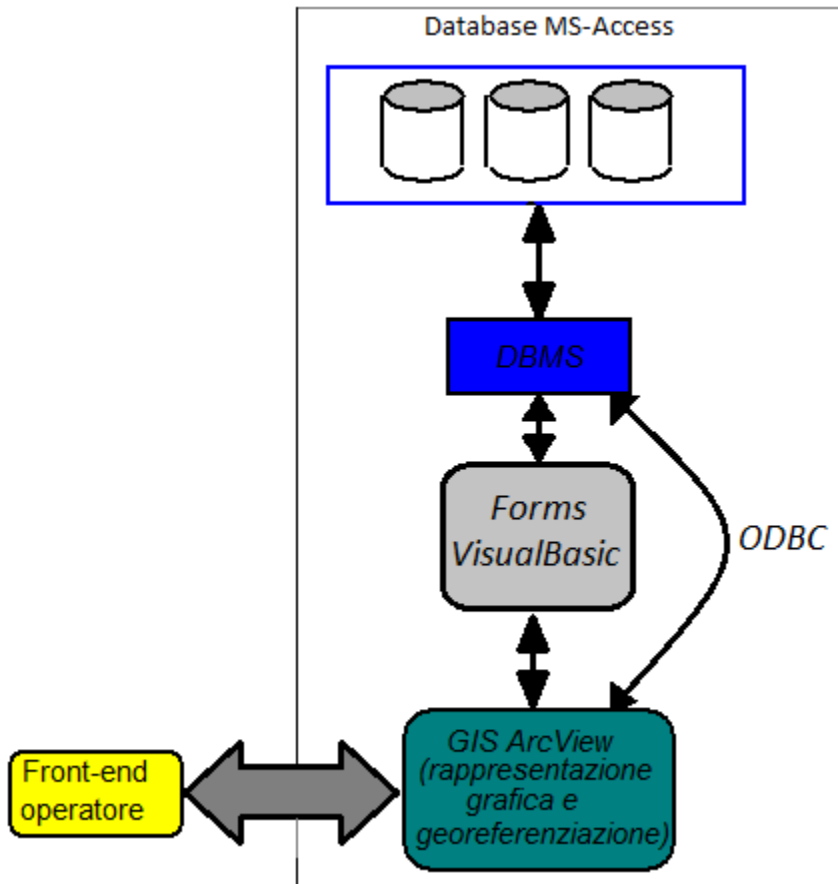 Database MS-Access
DBMS
Forms
VisualBasic
ODBC
GIS ArcView
(rappresentazione
grafica e
georeferenziazione)
Front-end
operatore